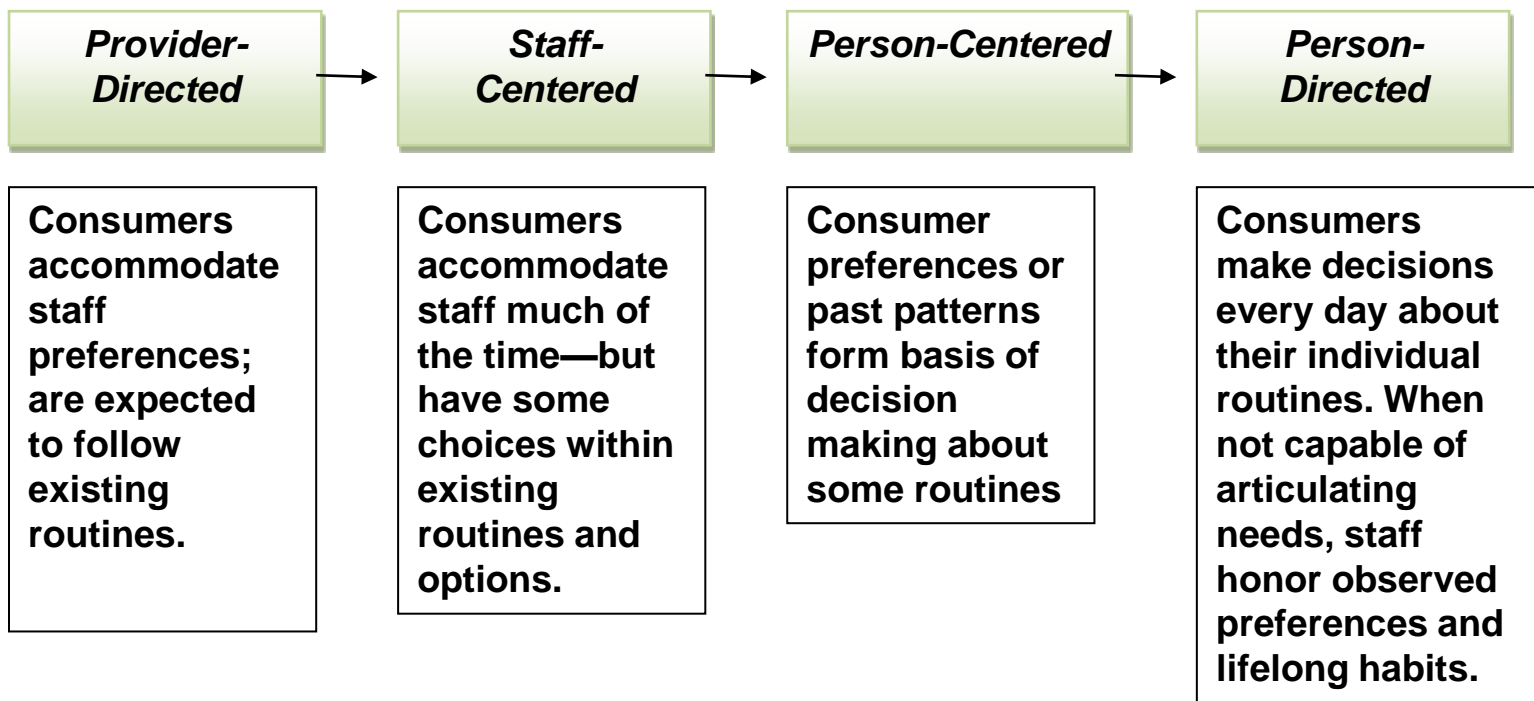 Provider-
Directed
Staff-
Centered
Person-Centered
Person-
Directed
Consumers
accommodate
staff
preferences;
are expected
to follow
existing
routines.
Consumers
accommodate
staff much of
the time—but
have some
choices within
existing
routines and
options.
Consumer
preferences or
past patterns
form basis of
decision
making about
some routines
Consumers
make decisions
every day about
their individual
routines. When
not capable of
articulating
needs, staff
honor observed
preferences and
lifelong habits.